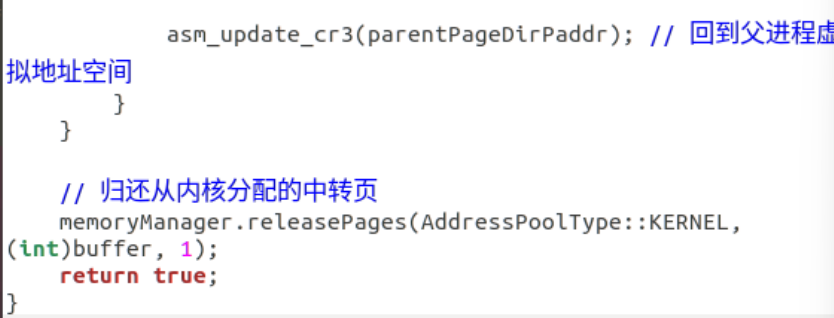 asm_update_cr3(parentPageDirPaddr); // 回到父进程虚
拟地址空间
}
}
// 归还从内核分配的中转页
memoryManager.releasePages(AddressPoolType::KERNEL,
(int)buffer, 1);
return true;
}